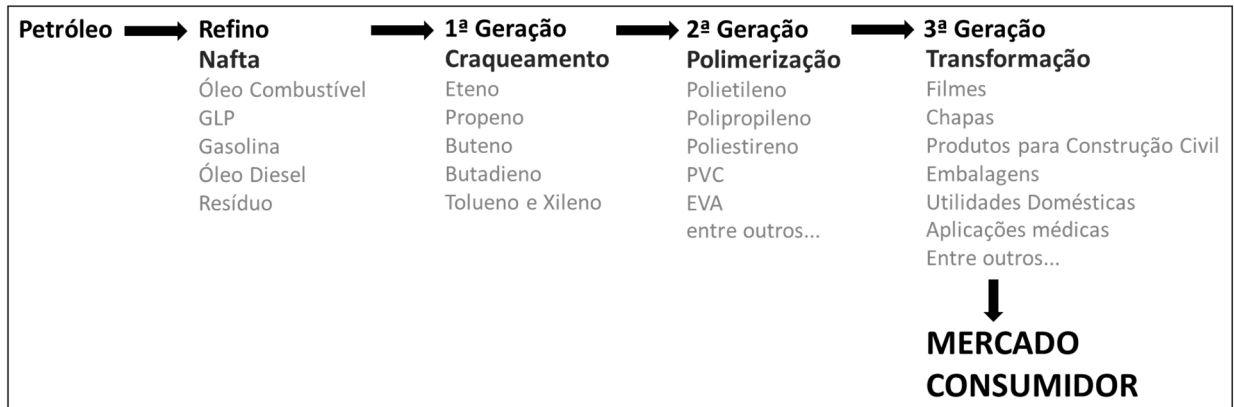 Petróleo
Refino
Nafta
Óleo Combustível
GLP
Gasolina
Óleo Diesel
Resíduo
1ª Geração
Craqueamento
Eteno
Propeno
Buteno
Butadieno
Tolueno e Xileno
2ª Geração
Polimerização
Polietileno
Polipropileno
Poliestireno
PVC
EVA
entre outros...
3ª Geração
Transformação
Filmes
Chapas
Produtos para Construção Civil
Embalagens
Utilidades Domésticas
Aplicações médicas
Entre outros...
MERCADO
CONSUMIDOR